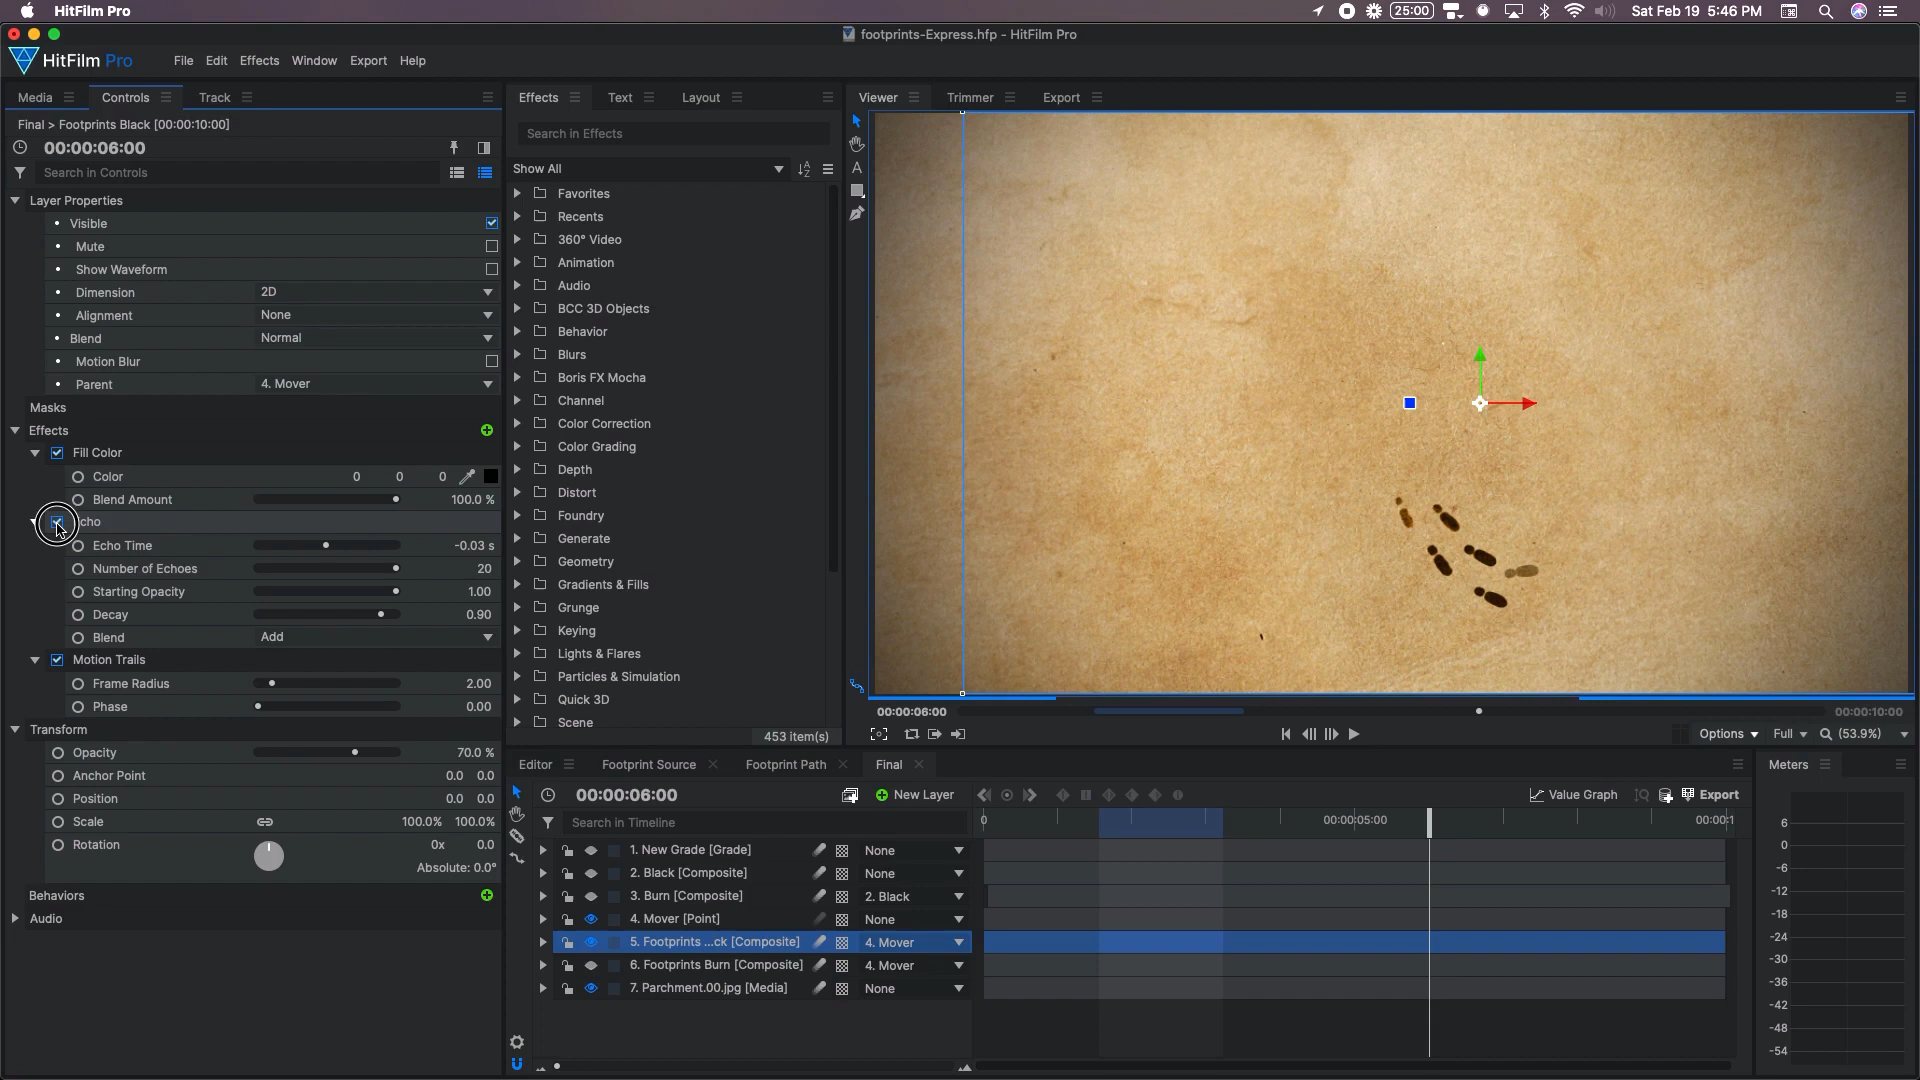 HitFilm Pro
25:00
Sat Feb 19 5:46 PM
footprints-Express.hfp - HitFilm Pro
HitFilm Pro
File Edit Effects Window Export Help
Media Controls Track
Final > Footprints Black [00:00:10:00]
00:00:06:00
Search in Controls
Layer Properties
Visible
Mute
Show Waveform
Dimension 2D
Alignment None
Blend Normal
Motion Blur
Parent 4. Mover
Masks
Effects
Fill Color
Color 0 0 0
Blend Amount 100.0 %
cho
Echo Time -0.03 s
Number of Echoes 20
Starting Opacity 1.00
Decay 0.90
Blend Add
Motion Trails
Frame Radius 2.00
Phase 0.00
Transform
Opacity 70.0 %
Anchor Point 0.0 0.0
Position 0.0 0.0
Scale 100.0% 100.0%
Rotation 0x 0.0
Absolute: 0.0°
Behaviors
Audio
Effects Text Layout
Search in Effects
Show All
Favorites
Recents
360° Video
Animation
Audio
BCC 3D Objects
Behavior
Blurs
Boris FX Mocha
Channel
Color Correction
Color Grading
Depth
Distort
Foundry
Generate
Geometry
Gradients & Fills
Grunge
Keying
Lights & Flares
Particles & Simulation
Quick 3D
Scene
453 item(s)
Viewer Trimmer Export
A
00:00:06:00 00:00:10:00
Options Full (53.9%)
Editor Footprint Source Footprint Path Final
00:00:06:00 New Layer Value Graph Export
Search in Timeline 0 00:00:05:00 00:00:1
1. New Grade [Grade] None
2. Black [Composite] None
3. Burn [Composite] 2. Black
4. Mover [Point] None
5. Footprints ...ck [Composite] 4. Mover
6. Footprints Burn [Composite] 4. Mover
7. Parchment.00.jpg [Media] None
Meters
6
0
-6
-12
-18
-24
-30
-36
-42
-48
-54